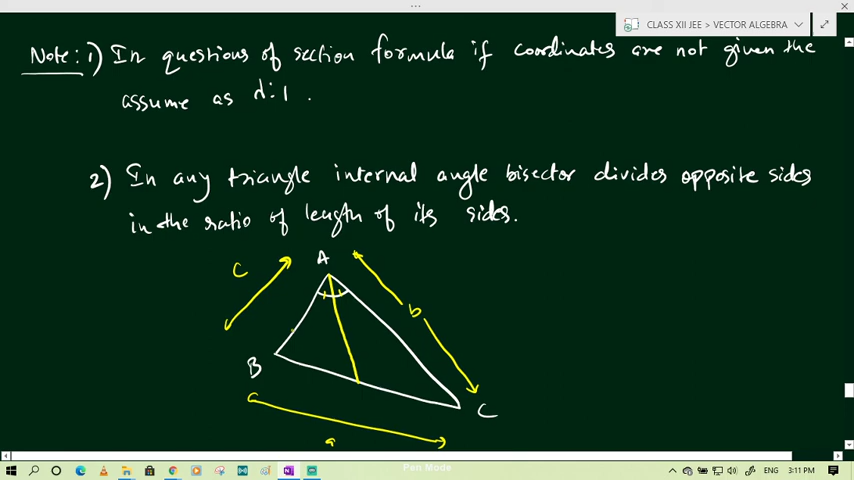 CLASS XII JEE > VECTOR ALGEBRA
Note: 1) In questions of section formula if coordinates are not given the
assume as λ:1 .
2) In any triangle internal angle bisector divides opposite sides
in the ratio of length of its sides.
A
c
b
B
C
a
Pen Mode
ENG 3:11 PM